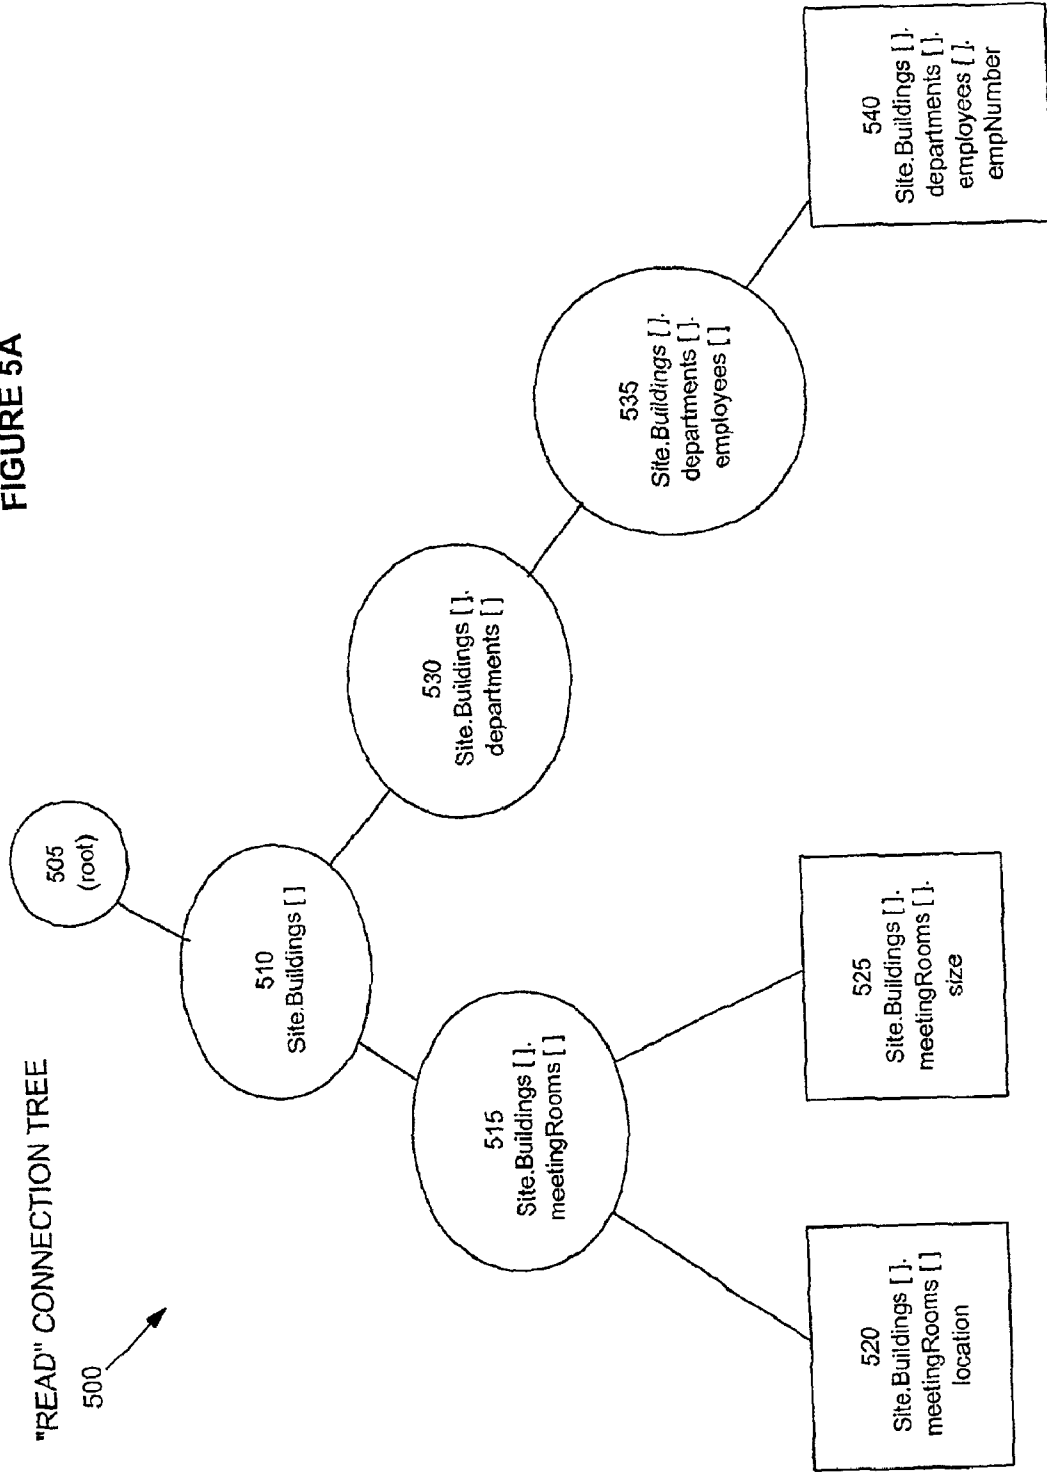 FIGURE 5A
"READ" CONNECTION TREE
500
505
(root)
510
Site.Buildings [ ]
515
Site.Buildings [ ].
meetingRooms [ ]
530
Site.Buildings [ ].
departments [ ]
535
Site.Buildings [ ].
departments [ ].
employees [ ]
520
Site.Buildings [ ].
meetingRooms [ ]
location
525
Site.Buildings [ ].
meetingRooms [ ].
size
540
Site.Buildings [ ].
departments [ ].
employees [ ].
empNumber